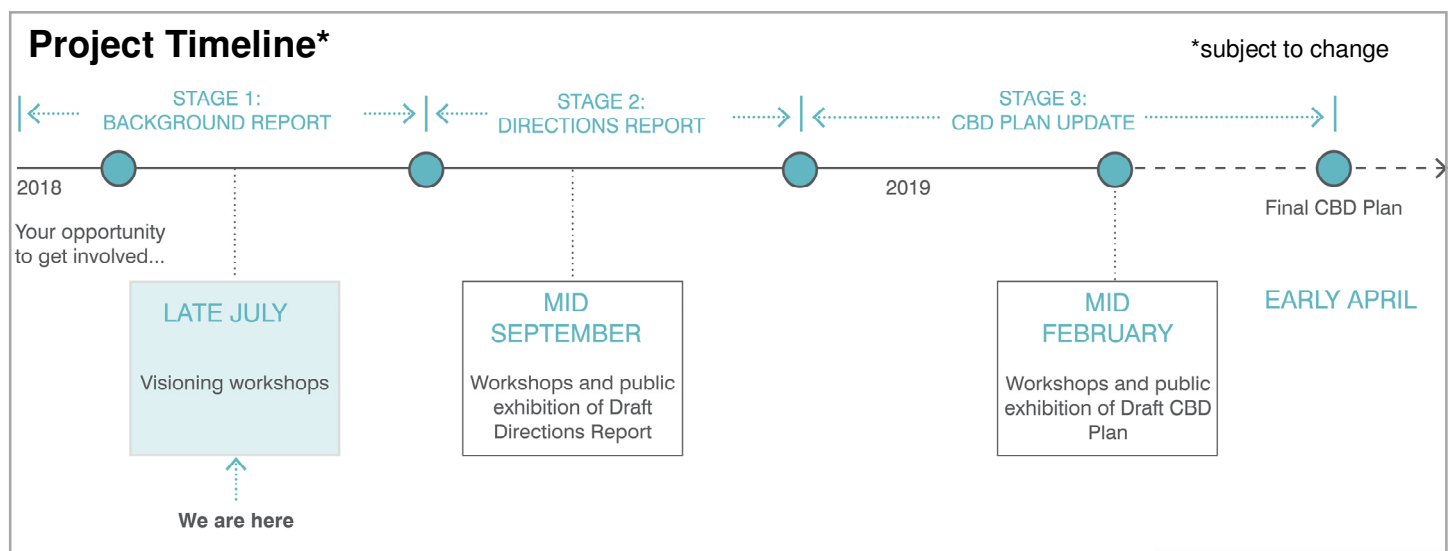 Project Timeline*
*subject to change
STAGE 1:
BACKGROUND REPORT
STAGE 2:
DIRECTIONS REPORT
STAGE 3:
CBD PLAN UPDATE
2018
2019
Final CBD Plan
Your opportunity
to get involved...
LATE JULY
Visioning workshops
MID
SEPTEMBER
Workshops and public
exhibition of Draft
Directions Report
MID
FEBRUARY
Workshops and public
exhibition of Draft CBD
Plan
EARLY APRIL
We are here